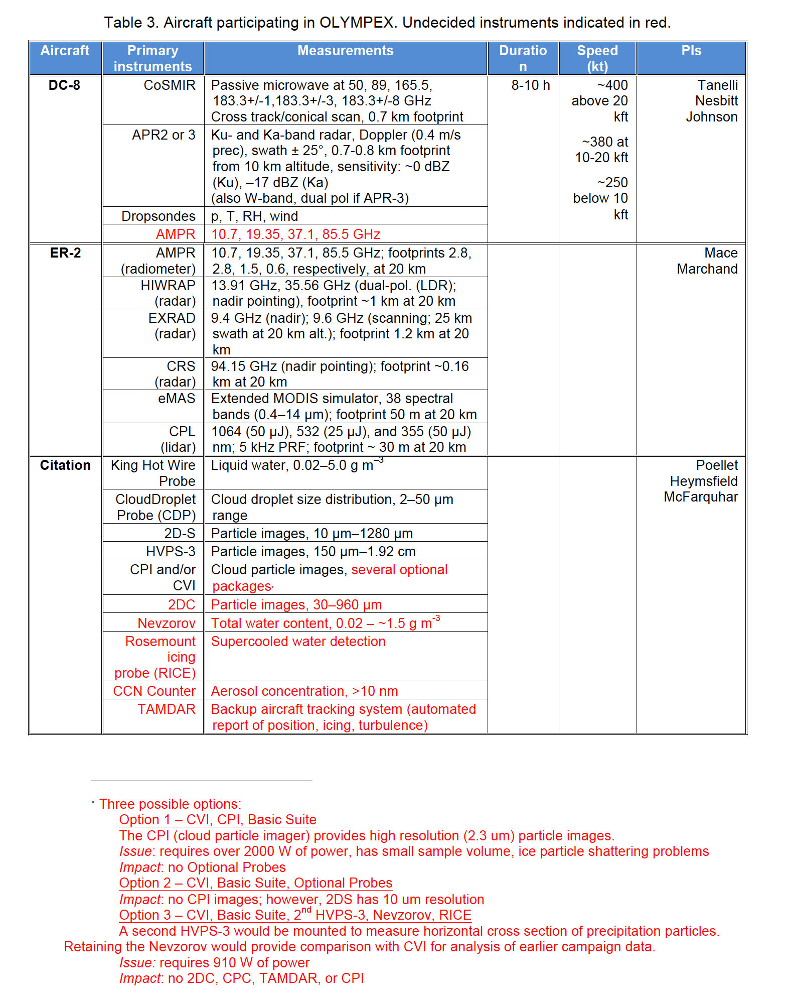 Table 3. Aircraft participating in OLYMPEX. Undecided instruments indicated in red.
Aircraft Primary instruments Measurements Duratio n Speed (kt) PIs
DC-8
CoSMIR
Passive microwave at 50, 89, 165.5,
183.3+/-1,183.3+/-3, 183.3+/-8 GHz
Cross track/conical scan, 0.7 km footprint
8-10 h
~400
above 20
kft
~380 at
10-20 kft
~250
below 10
kft
Tanelli
Nesbitt
Johnson
APR2 or 3
Ku- and Ka-band radar, Doppler (0.4 m/s
prec), swath ± 25°, 0.7-0.8 km footprint
from 10 km altitude, sensitivity: ~0 dBZ
(Ku), –17 dBZ (Ka)
(also W-band, dual pol if APR-3)
Dropsondes
p, T, RH, wind
AMPR
10.7, 19.35, 37.1, 85.5 GHz
ER-2
AMPR
(radiometer)
10.7, 19.35, 37.1, 85.5 GHz; footprints 2.8,
2.8, 1.5, 0.6, respectively, at 20 km
Mace
Marchand
HIWRAP
(radar)
13.91 GHz, 35.56 GHz (dual-pol. (LDR);
nadir pointing), footprint ~1 km at 20 km
EXRAD
(radar)
9.4 GHz (nadir); 9.6 GHz (scanning; 25 km
swath at 20 km alt.); footprint 1.2 km at 20
km
CRS
(radar)
94.15 GHz (nadir pointing); footprint ~0.16
km at 20 km
eMAS
Extended MODIS simulator, 38 spectral
bands (0.4–14 µm); footprint 50 m at 20 km
CPL
(lidar)
1064 (50 µJ), 532 (25 µJ), and 355 (50 µJ)
nm; 5 kHz PRF; footprint ~ 30 m at 20 km
Citation
King Hot Wire
Probe
Liquid water, 0.02–5.0 g m–3
Poellet
Heymsfield
McFarquhar
CloudDroplet
Probe (CDP)
Cloud droplet size distribution, 2–50 µm
range
2D-S
Particle images, 10 µm–1280 µm
HVPS-3
Particle images, 150 µm–1.92 cm
CPI and/or
CVI
Cloud particle images, several optional
packages*
2DC
Particle images, 30–960 µm
Nevzorov
Total water content, 0.02 – ~1.5 g m-3
Rosemount
icing
probe (RICE)
Supercooled water detection
CCN Counter
Aerosol concentration, >10 nm
TAMDAR
Backup aircraft tracking system (automated
report of position, icing, turbulence)
* Three possible options:
Option 1 – CVI, CPI, Basic Suite
The CPI (cloud particle imager) provides high resolution (2.3 um) particle images.
Issue: requires over 2000 W of power, has small sample volume, ice particle shattering problems
Impact: no Optional Probes
Option 2 – CVI, Basic Suite, Optional Probes
Impact: no CPI images; however, 2DS has 10 um resolution
Option 3 – CVI, Basic Suite, 2nd HVPS-3, Nevzorov, RICE
A second HVPS-3 would be mounted to measure horizontal cross section of precipitation particles.
Retaining the Nevzorov would provide comparison with CVI for analysis of earlier campaign data.
Issue: requires 910 W of power
Impact: no 2DC, CPC, TAMDAR, or CPI